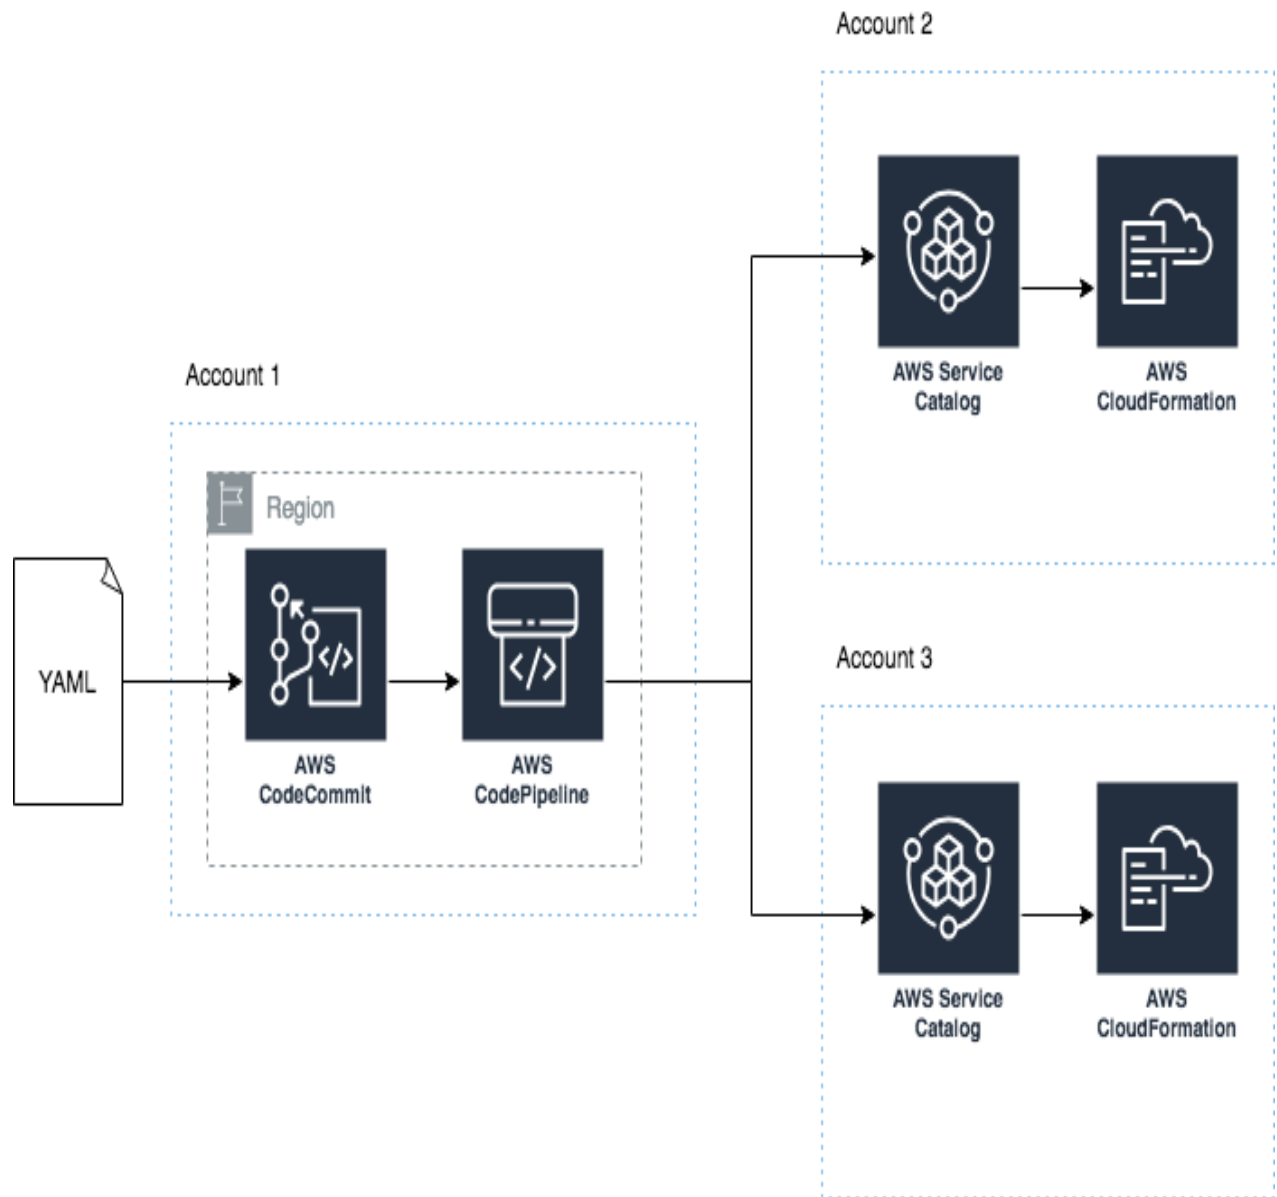 Account 2
AWS Service
Catalog
AWS
CloudFormation
Account 1
Region
YAML
AWS
CodeCommit
AWS
CodePipeline
Account 3
AWS Service
Catalog
AWS
CloudFormation